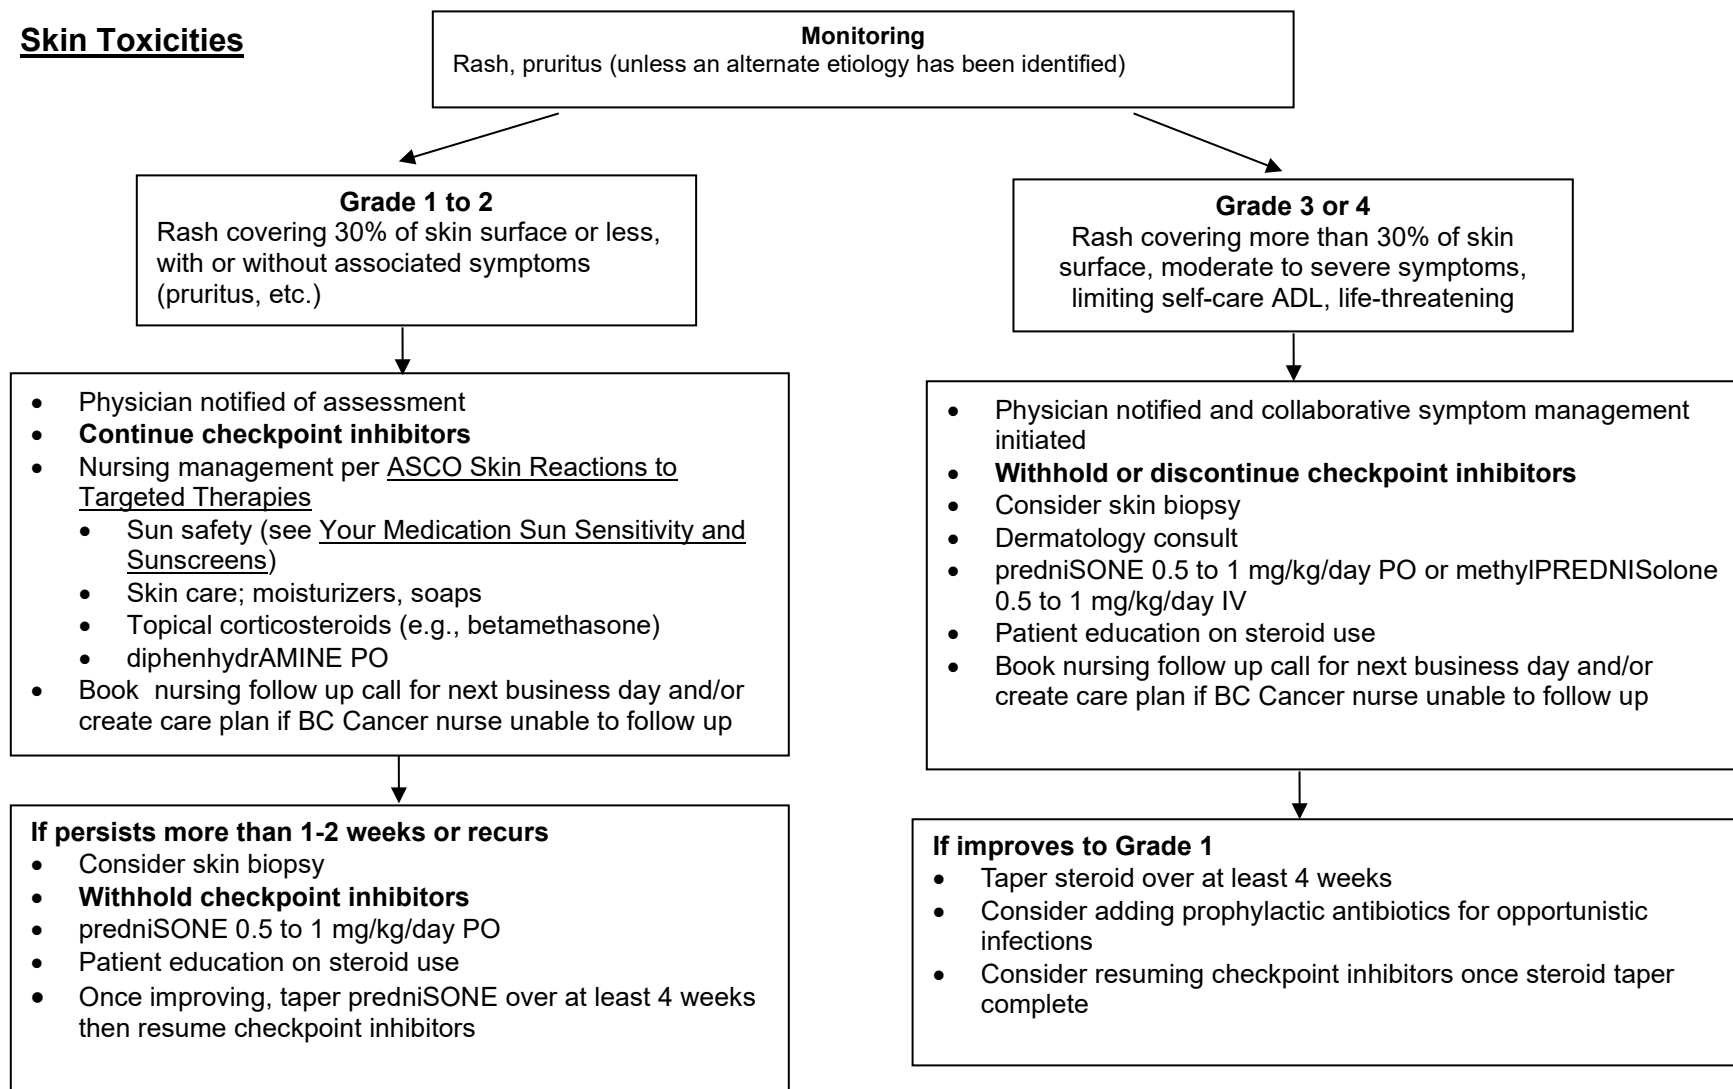 Skin Toxicities
Monitoring
Rash, pruritus (unless an alternate etiology has been identified)
Grade 1 to 2
Rash covering 30% of skin surface or less,
with or without associated symptoms
(pruritus, etc.)
• Physician notified of assessment
• Continue checkpoint inhibitors
• Nursing management per ASCO Skin Reactions to
Targeted Therapies
• Sun safety (see Your Medication Sun Sensitivity and
Sunscreens)
• Skin care; moisturizers, soaps
• Topical corticosteroids (e.g., betamethasone)
• diphenhydrAMINE PO
• Book nursing follow up call for next business day and/or
create care plan if BC Cancer nurse unable to follow up
If persists more than 1-2 weeks or recurs
• Consider skin biopsy
• Withhold checkpoint inhibitors
• predniSONE 0.5 to 1 mg/kg/day PO
• Patient education on steroid use
• Once improving, taper predniSONE over at least 4 weeks
then resume checkpoint inhibitors
Grade 3 or 4
Rash covering more than 30% of skin
surface, moderate to severe symptoms,
limiting self-care ADL, life-threatening
• Physician notified and collaborative symptom management
initiated
• Withhold or discontinue checkpoint inhibitors
• Consider skin biopsy
• Dermatology consult
• predniSONE 0.5 to 1 mg/kg/day PO or methylPREDNISolone
0.5 to 1 mg/kg/day IV
• Patient education on steroid use
• Book nursing follow up call for next business day and/or
create care plan if BC Cancer nurse unable to follow up
If improves to Grade 1
• Taper steroid over at least 4 weeks
• Consider adding prophylactic antibiotics for opportunistic
infections
• Consider resuming checkpoint inhibitors once steroid taper
complete